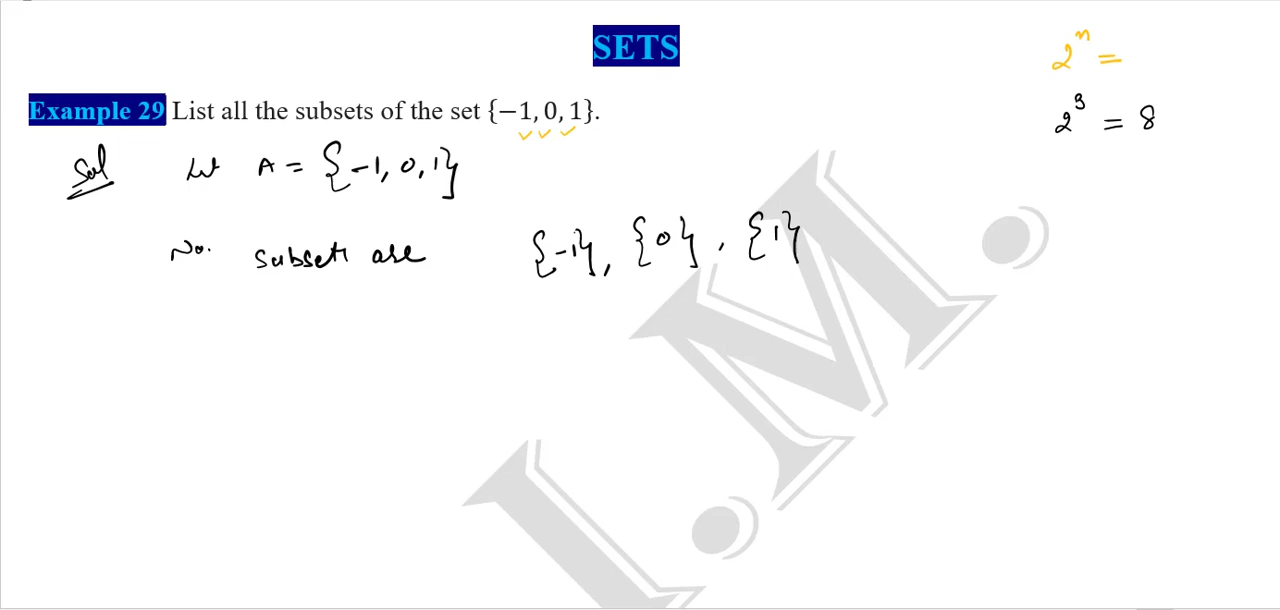 SETS
2ⁿ =
Example 29 List all the subsets of the set {−1, 0, 1}.
2³ = 8
Sol Let A = {-1, 0, 1}
No. subsets are {-1}, {0}, {1}
I.M.